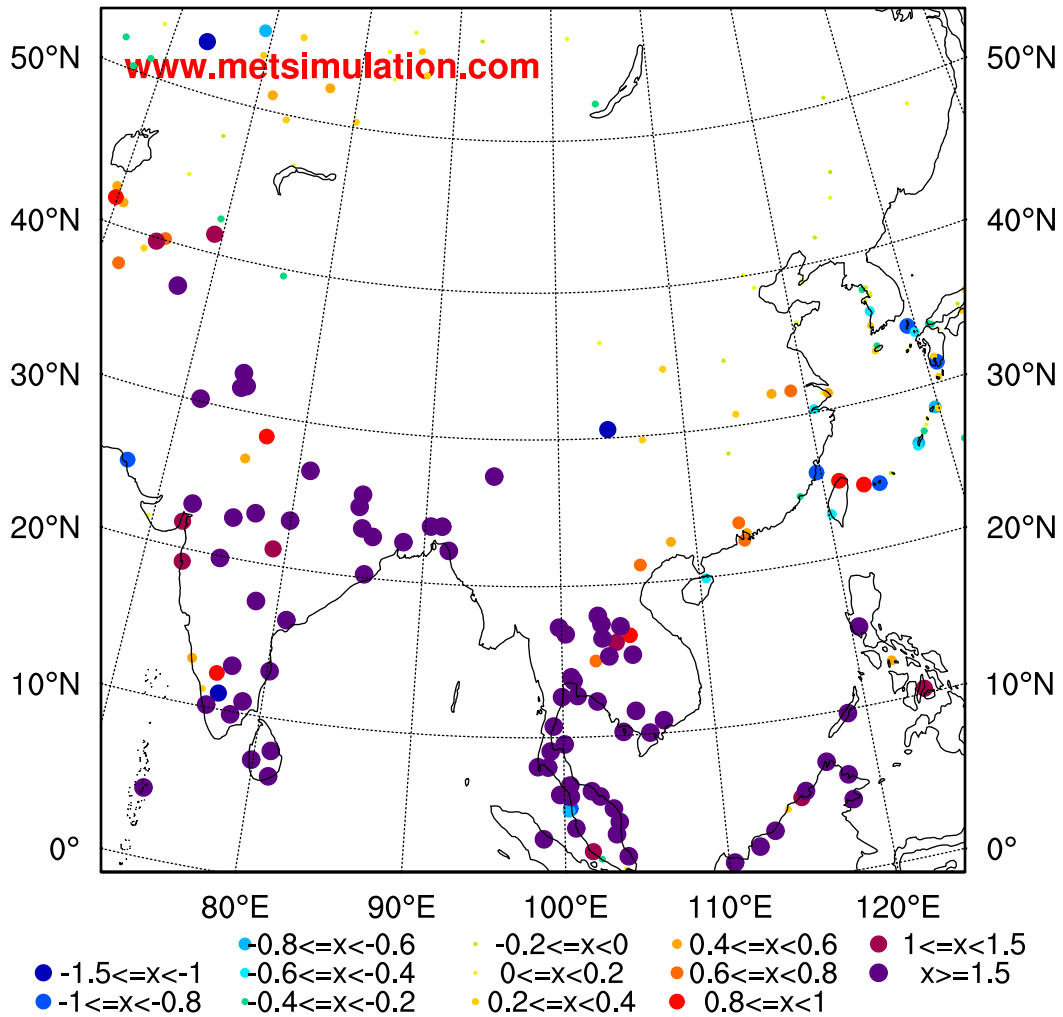 www.metsimulation.com
50°N 50°N
40°N 40°N
30°N 30°N
20°N 20°N
10°N 10°N
0° 0°
80°E 90°E 100°E 110°E 120°E
-0.8<=x<-0.6 -0.2<=x<0 0.4<=x<0.6 1<=x<1.5
-1.5<=x<-1 -0.6<=x<-0.4 0<=x<0.2 0.6<=x<0.8 x>=1.5
-1<=x<-0.8 -0.4<=x<-0.2 0.2<=x<0.4 0.8<=x<1